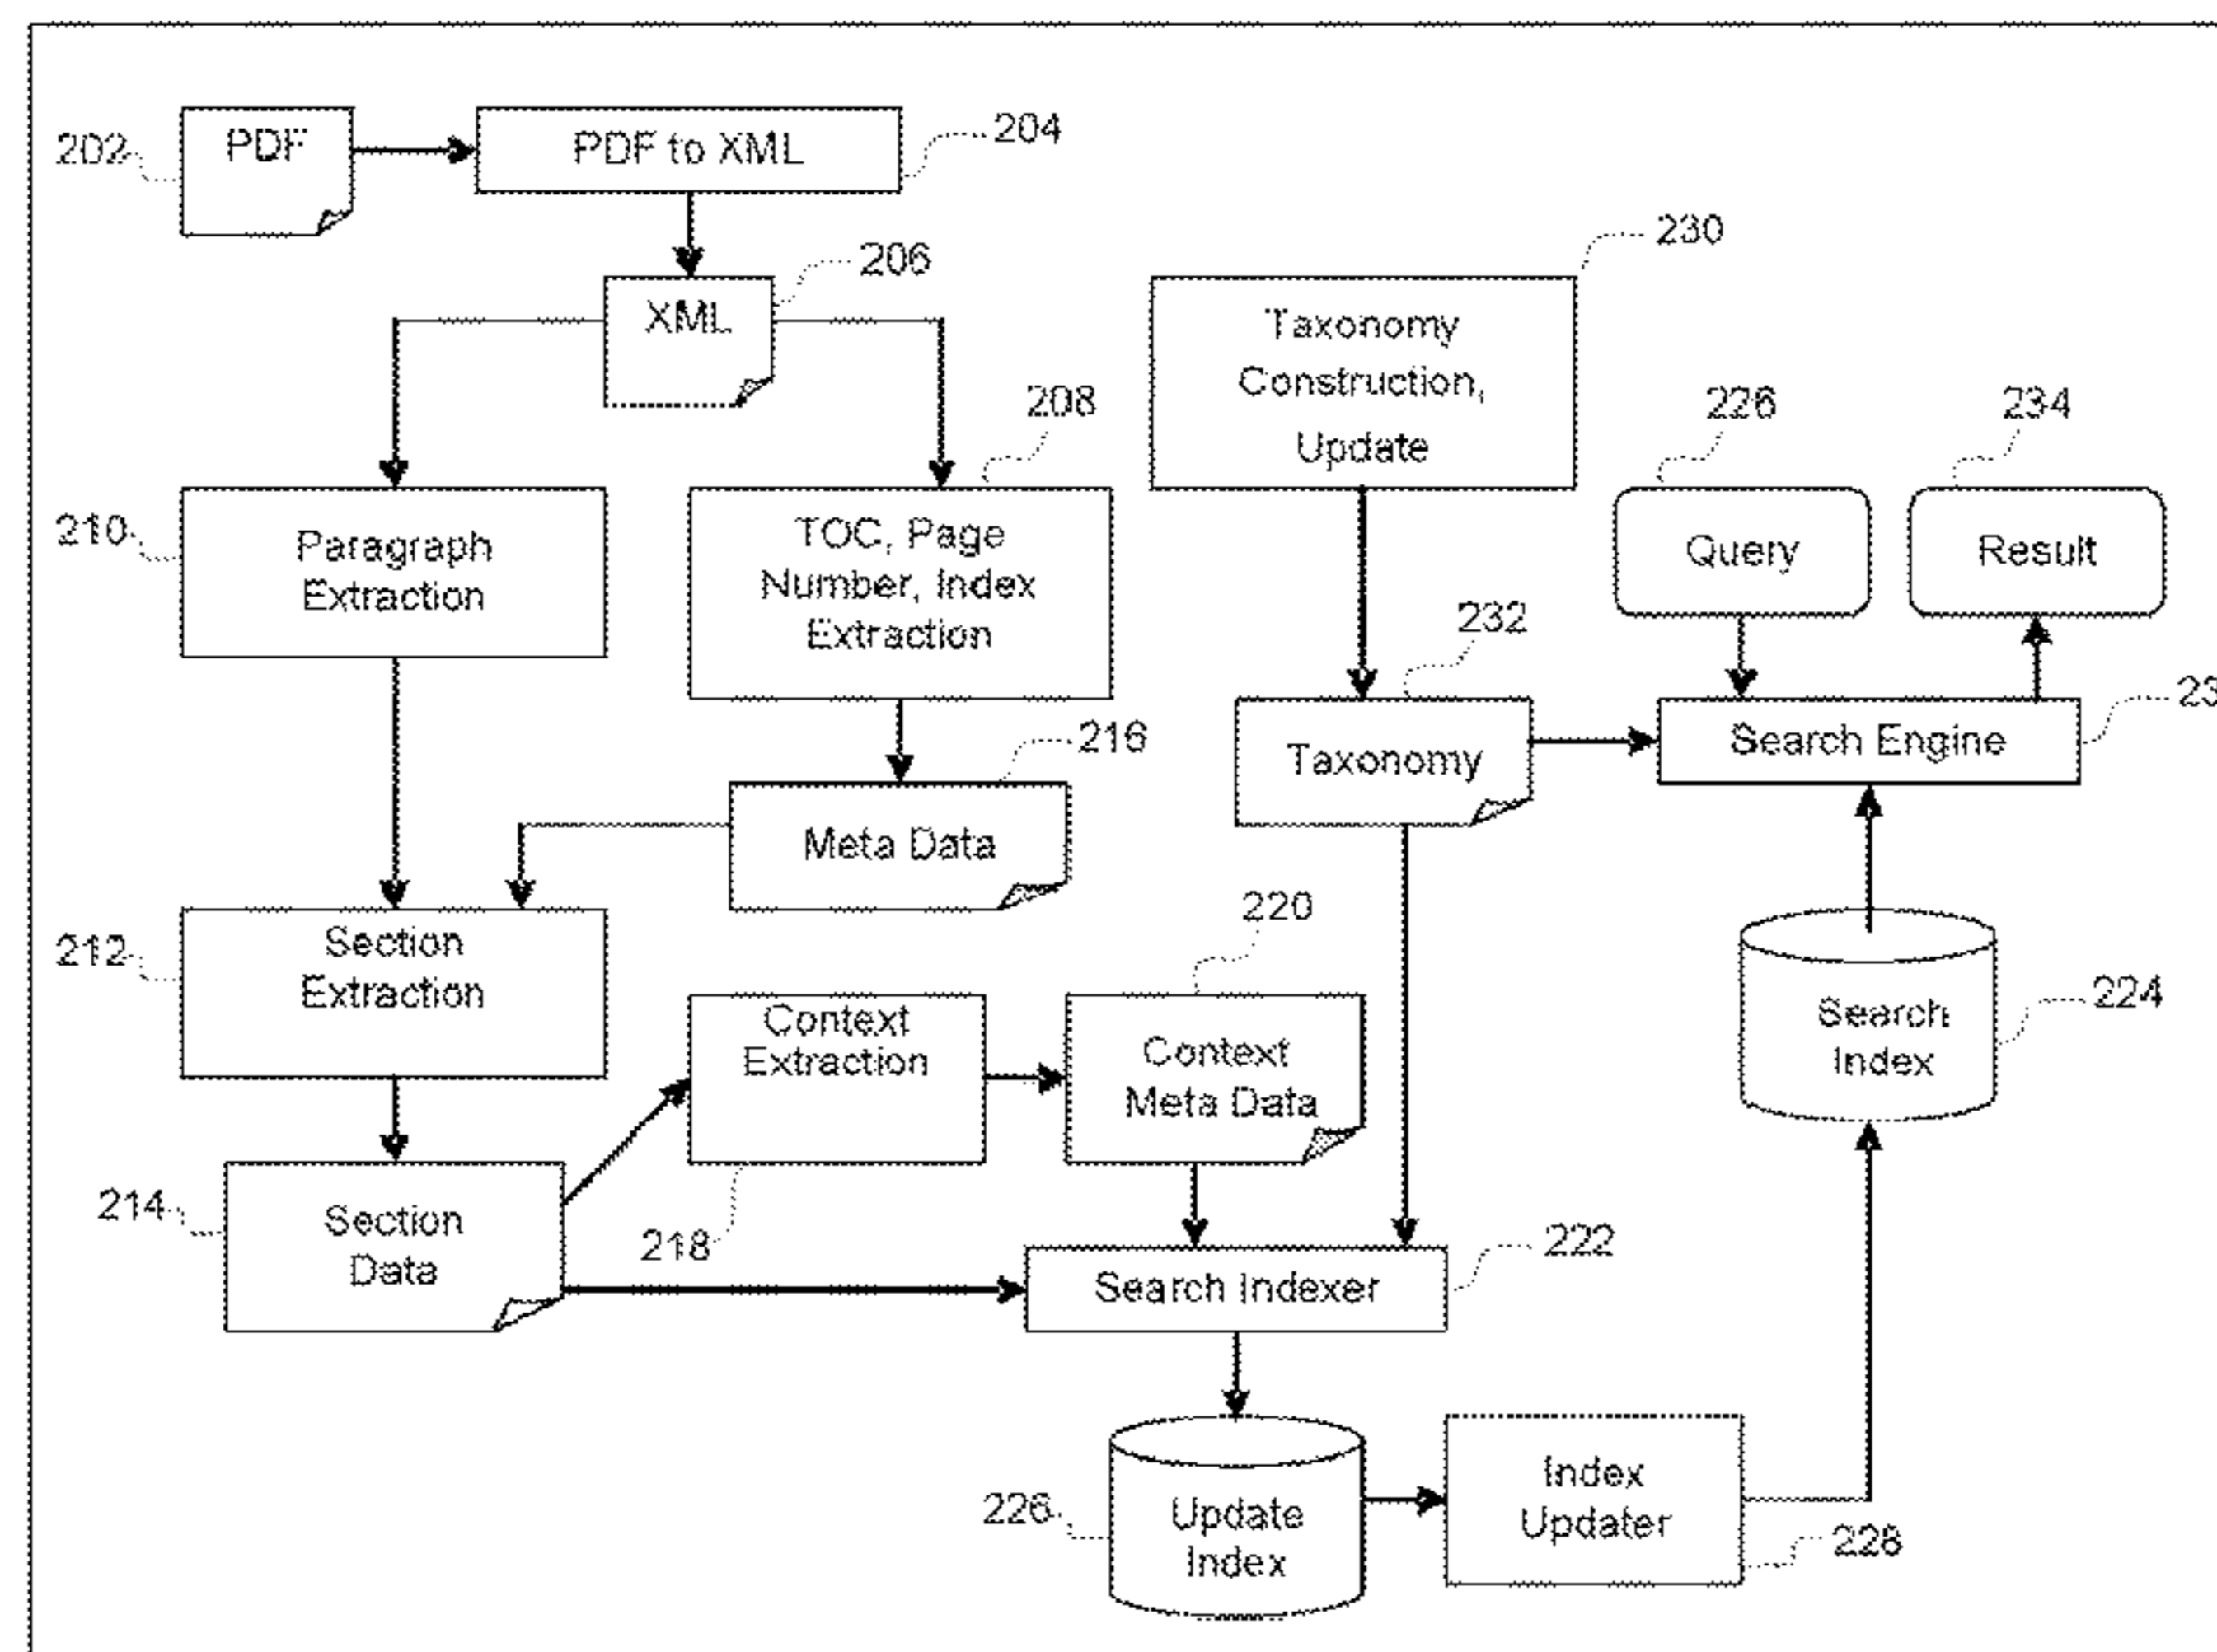 202
PDF
PDF to XML
204
XML
206
230
Taxonomy
Construction,
Update
208
226
234
210
Paragraph
Extraction
TOC, Page
Number, Index
Extraction
Query
Result
232
216
Taxonomy
Search Engine
23
Meta Data
212
Section
Extraction
220
Context
Extraction
Context
Meta Data
Search
Index
224
214
Section
Data
218
222
Search Indexer
226
Update
Index
Index
Updater
228